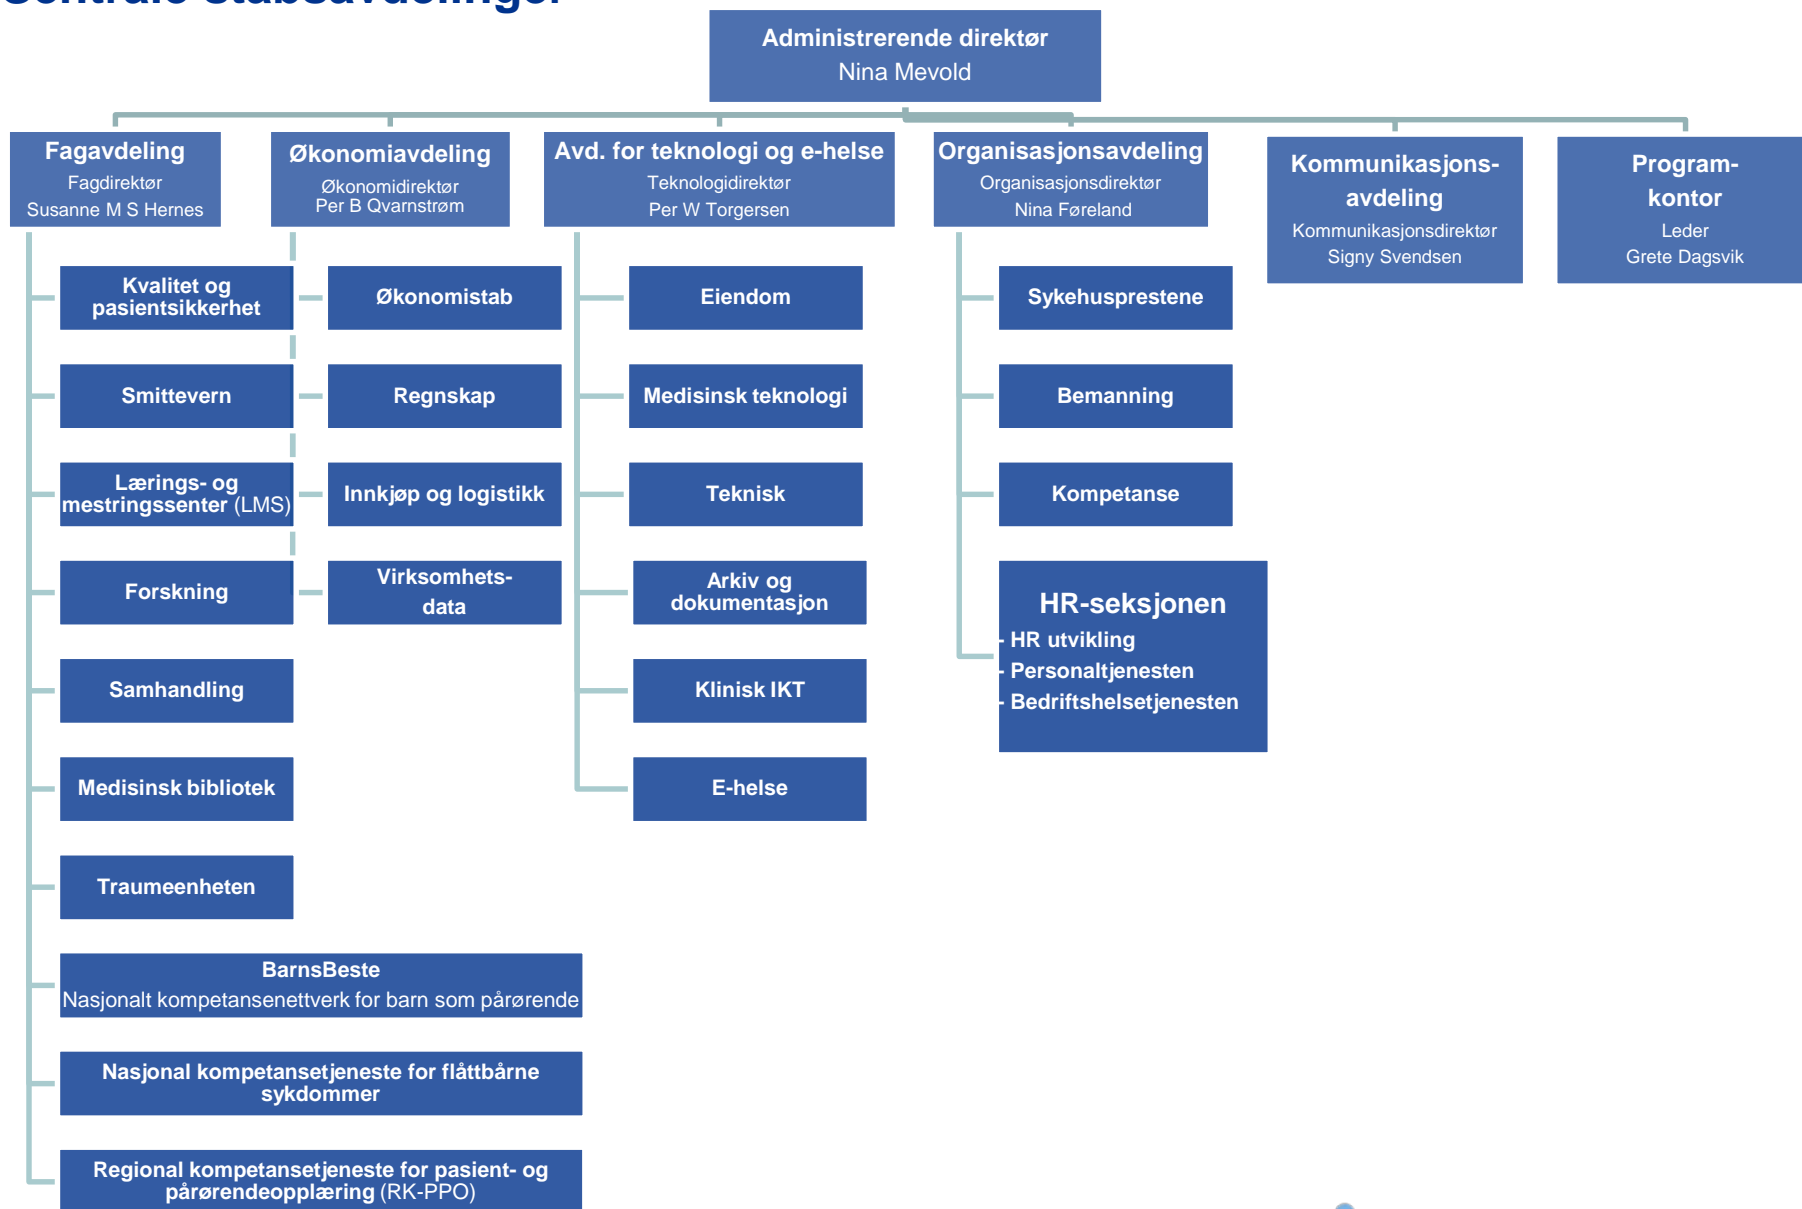 Sentrale stabsavdelinger
Administrerende direktør
Nina Mevold
Fagavdeling
Fagdirektør
Susanne M S Hernes
Økonomiavdeling
Økonomidirektør
Per B Qvarnstrøm
Avd. for teknologi og e-helse
Teknologidirektør
Per W Torgersen
Organisasjonsavdeling
Organisasjonsdirektør
Nina Føreland
Kommunikasjons-
avdeling
Kommunikasjonsdirektør
Signy Svendsen
Program-
kontor
Leder
Grete Dagsvik
Kvalitet og
pasientsikkerhet
Smittevern
Lærings- og
mestringssenter (LMS)
Forskning
Samhandling
Medisinsk bibliotek
Traumeenheten
BarnsBeste
Nasjonalt kompetansenettverk for barn som pårørende
Nasjonal kompetansetjeneste for flåttbårne
sykdommer
Regional kompetansetjeneste for pasient- og
pårørendeopplæring (RK-PPO)
Økonomistab
Regnskap
Innkjøp og logistikk
Virksomhets-
data
Eiendom
Medisinsk teknologi
Teknisk
Arkiv og
dokumentasjon
Klinisk IKT
E-helse
Sykehusprestene
Bemanning
Kompetanse
HR-seksjonen
- HR utvikling
- Personaltjenesten
- Bedriftshelsetjenesten